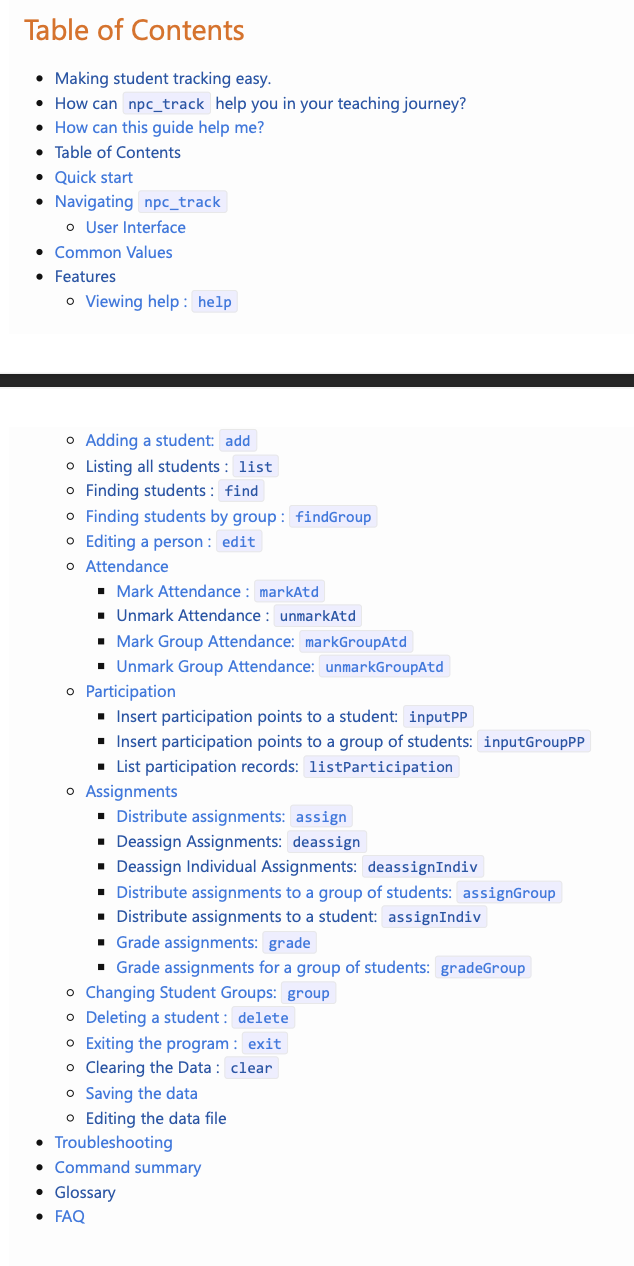 Table of Contents
Making student tracking easy.
How can npc_track help you in your teaching journey?
How can this guide help me?
Table of Contents
Quick start
Navigating npc_track
User Interface
Common Values
Features
Viewing help : help
Adding a student: add
Listing all students : list
Finding students : find
Finding students by group : findGroup
Editing a person : edit
Attendance
Mark Attendance : markAtd
Unmark Attendance : unmarkAtd
Mark Group Attendance: markGroupAtd
Unmark Group Attendance: unmarkGroupAtd
Participation
Insert participation points to a student: inputPP
Insert participation points to a group of students: inputGroupPP
List participation records: listParticipation
Assignments
Distribute assignments: assign
Deassign Assignments: deassign
Deassign Individual Assignments: deassignIndiv
Distribute assignments to a group of students: assignGroup
Distribute assignments to a student: assignIndiv
Grade assignments: grade
Grade assignments for a group of students: gradeGroup
Changing Student Groups: group
Deleting a student : delete
Exiting the program : exit
Clearing the Data : clear
Saving the data
Editing the data file
Troubleshooting
Command summary
Glossary
FAQ